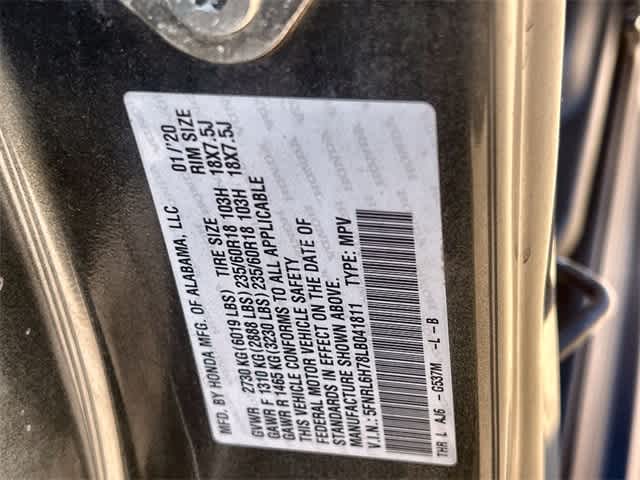 MFD. BY HONDA MFG. OF ALABAMA, LLC 01/'20
GVWR 2730 KG(6019 LBS) TIRE SIZE RIM SIZE
GAWR F 1310 KG(2888 LBS) 235/60R18 103H 18X7.5J
GAWR R 1465 KG(3230 LBS) 235/60R18 103H 18X7.5J
THIS VEHICLE CONFORMS TO ALL APPLICABLE
FEDERAL MOTOR VEHICLE SAFETY
STANDARDS IN EFFECT ON THE DATE OF
MANUFACTURE SHOWN ABOVE.
V.I.N.: 5FNRL6H78LB041811 TYPE: MPV
THR L AJ6 - G537M -L-B